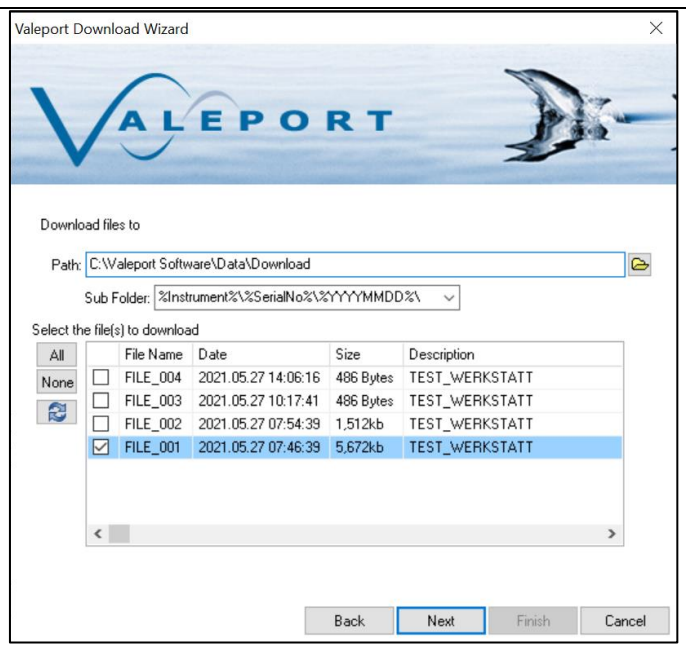 Valeport Download Wizard
VALEPORT
Download files to
Path: C:\Valeport Software\Data\Download
Sub Folder: %Instrument%\%SerialNo%\%YYYYMMDD%\
Select the file(s) to download
All
None
File Name Date Size Description
FILE_004 2021.05.27 14:06:16 486 Bytes TEST_WERKSTATT
FILE_003 2021.05.27 10:17:41 486 Bytes TEST_WERKSTATT
FILE_002 2021.05.27 07:54:39 1,512kb TEST_WERKSTATT
FILE_001 2021.05.27 07:46:39 5,672kb TEST_WERKSTATT
Back Next Finish Cancel